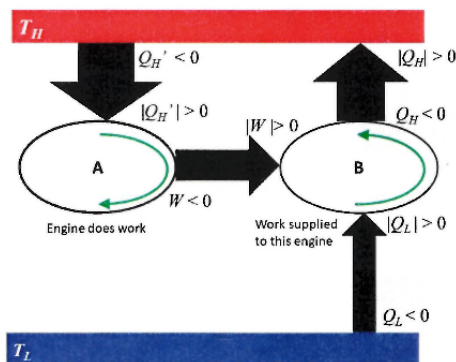 T_H
Q_H' < 0
|Q_H| > 0
|Q_H'| > 0
Q_H < 0
|W| > 0
A
B
W < 0
Engine does work
Work supplied
to this engine
|Q_L| > 0
Q_L < 0
T_L